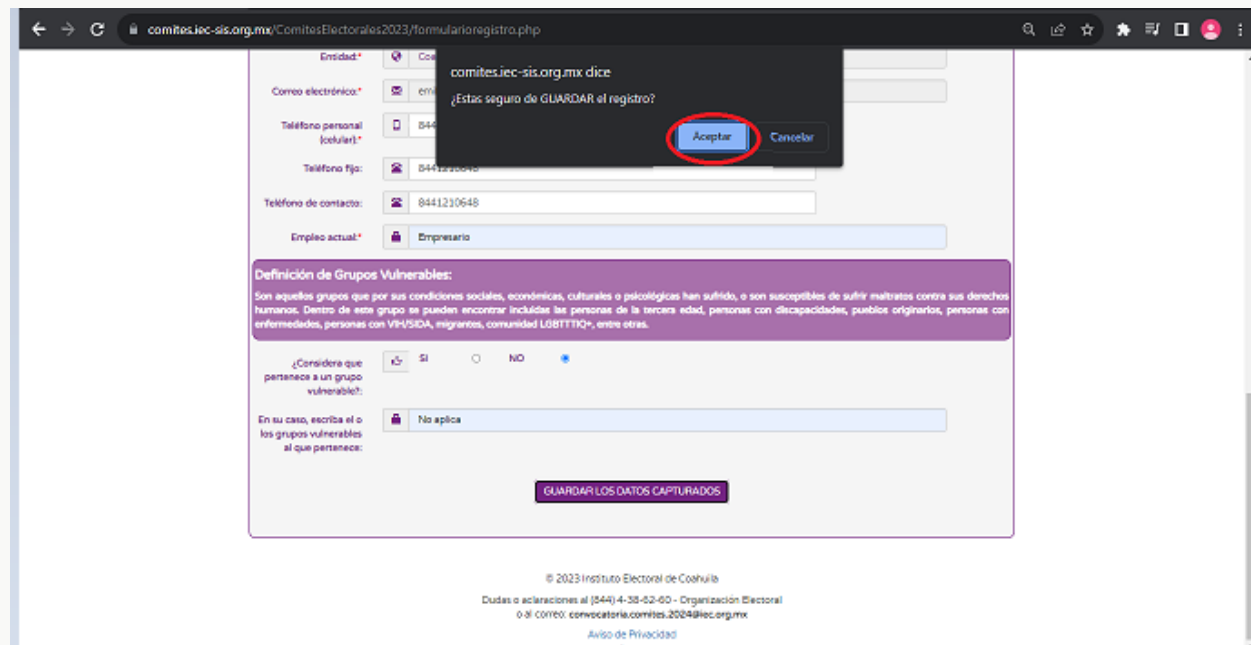 comites.iec-sis.org.mx/ComitesElectorales2023/formularioregistro.php
comites.iec-sis.org.mx dice
¿Estas seguro de GUARDAR el registro?
Aceptar
Cancelar
Entidad:*
Correo electrónico:*
Teléfono personal
(celular):*
844
Teléfono fijo:
8441210648
Teléfono de contacto:
8441210648
Empleo actual:*
Empresario
Definición de Grupos Vulnerables:
Son aquellos grupos que por sus condiciones sociales, económicas, culturales o psicológicas han sufrido, o son susceptibles de sufrir maltratos contra sus derechos
humanos. Dentro de este grupo se pueden encontrar incluidas las personas de la tercera edad, personas con discapacidades, pueblos originarios, personas con
enfermedades, personas con VIH/SIDA, migrantes, comunidad LGBTTTIQ+, entre otras.
¿Considera que
pertenece a un grupo
vulnerable?:
SI
NO
En su caso, escriba el o
los grupos vulnerables
al que pertenece:
No aplica
GUARDAR LOS DATOS CAPTURADOS
© 2023 Instituto Electoral de Coahuila
Dudas o aclaraciones al (844) 4-38-62-60 - Organización Electoral
o al correo: convocatoria.comites.2024@iec.org.mx
Aviso de Privacidad